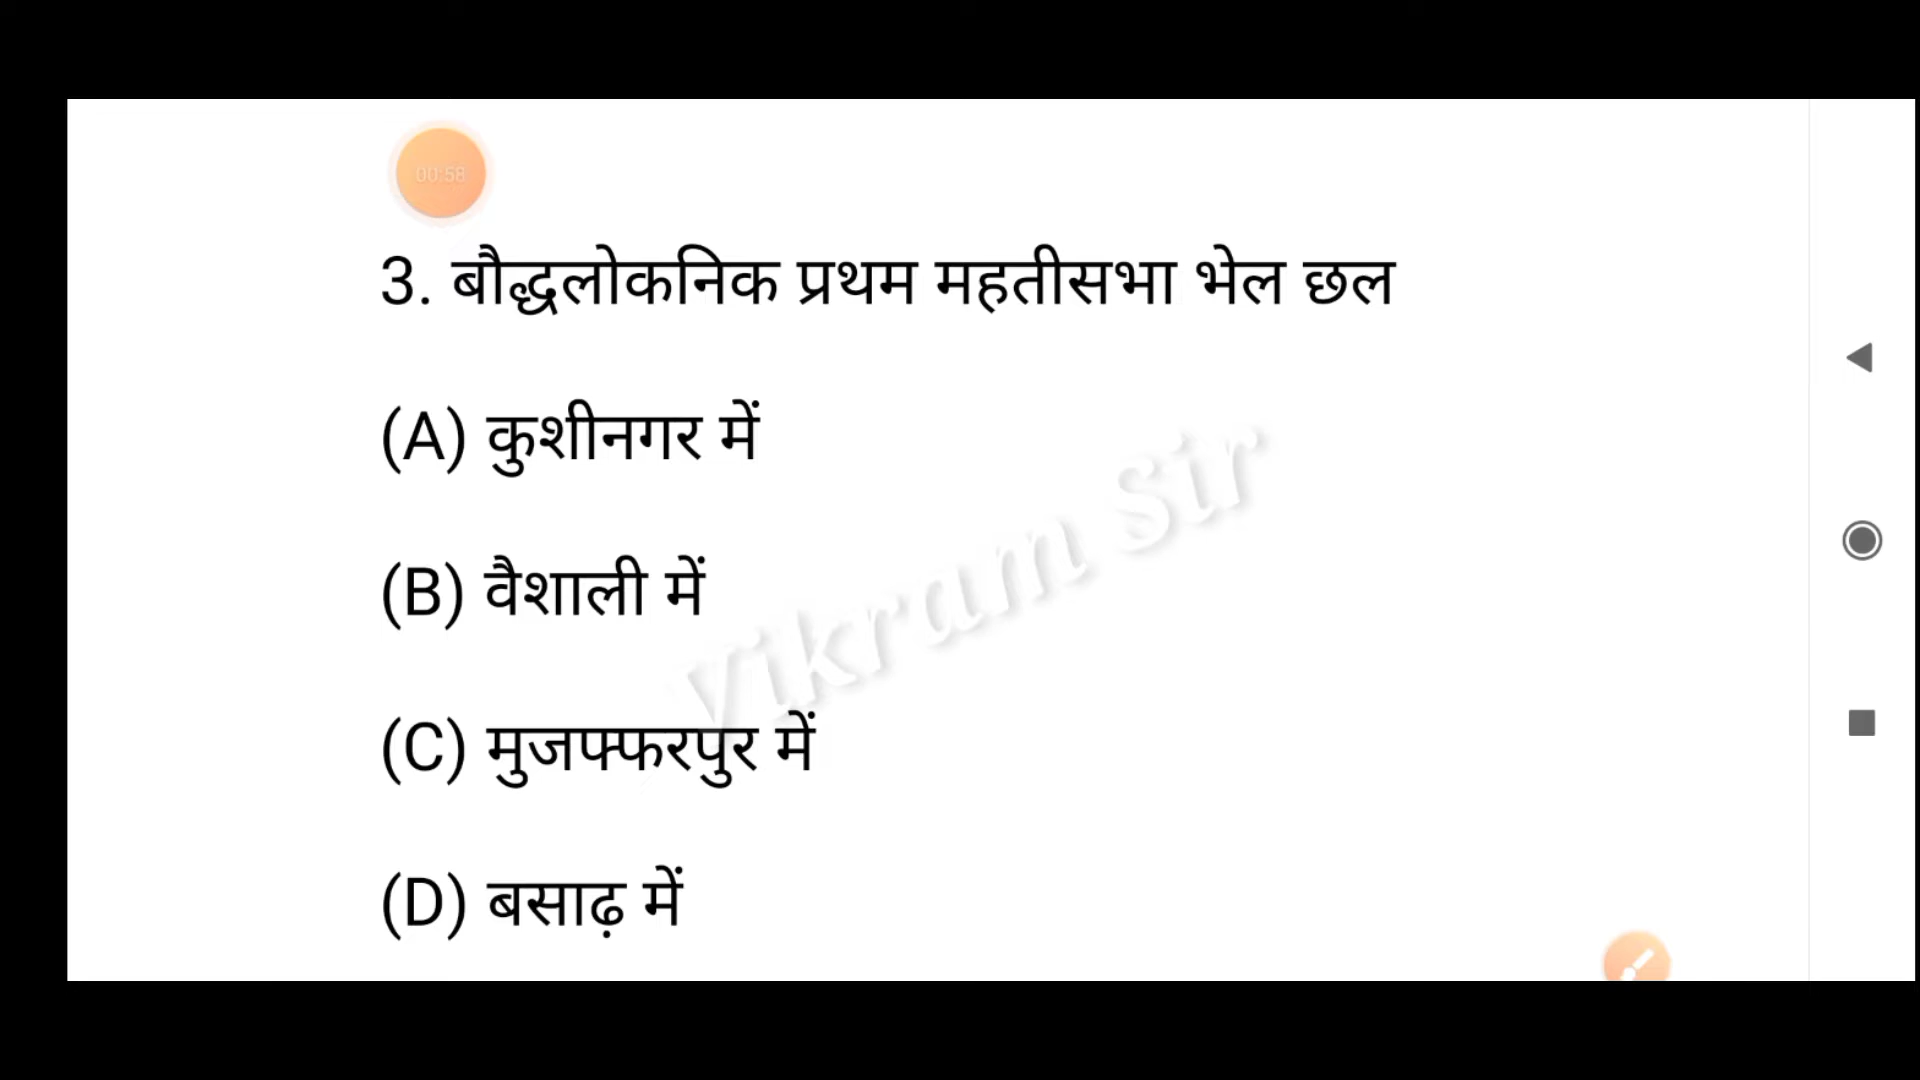 00:58
3. बौद्धलोकनिक प्रथम महतीसभा भेल छल
(A) कुशीनगर में
(B) वैशाली में
Vikram Sir
(C) मुजफ्फरपुर में
(D) बसाढ़ में